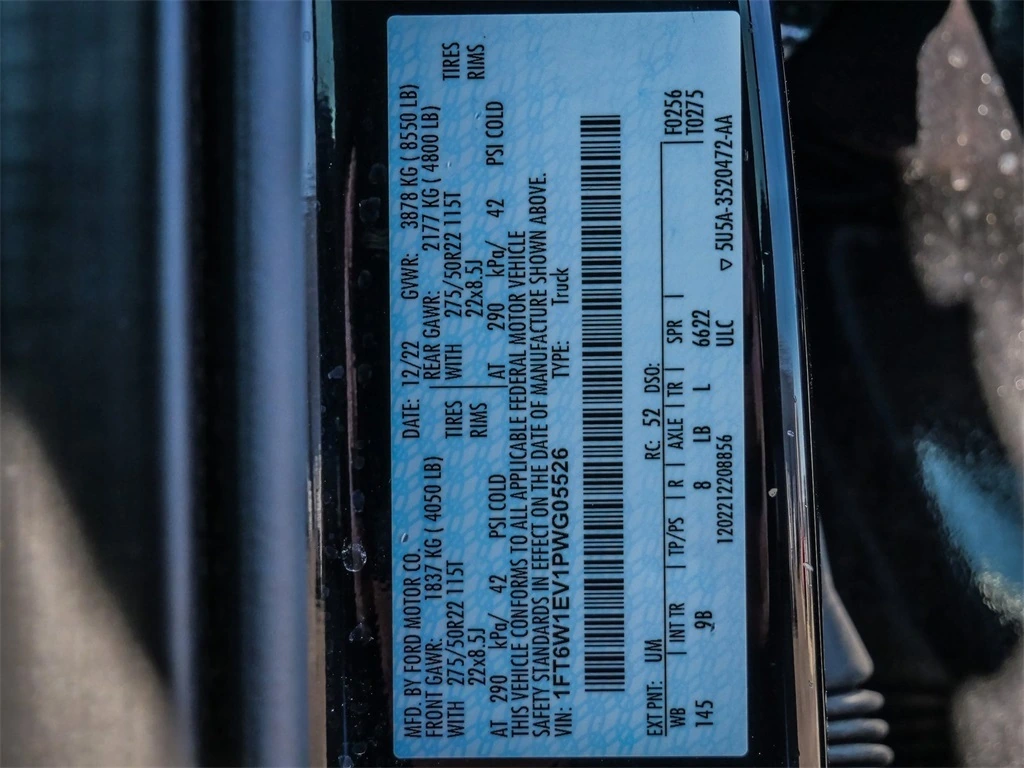 MFD. BY FORD MOTOR CO. DATE: 12/22 GVWR: 3878 KG ( 8550 LB)
FRONT GAWR: 1837 KG ( 4050 LB) REAR GAWR: 2177 KG ( 4800 LB)
WITH 275/50R22 115T TIRES WITH 275/50R22 115T TIRES
22x8.5J RIMS 22x8.5J RIMS
AT 290 kPa/ 42 PSI COLD AT 290 kPa/ 42 PSI COLD
THIS VEHICLE CONFORMS TO ALL APPLICABLE FEDERAL MOTOR VEHICLE
SAFETY STANDARDS IN EFFECT ON THE DATE OF MANUFACTURE SHOWN ABOVE.
VIN: 1FT6W1EV1PWG05526 TYPE: Truck
EXT PNT: UM RC: 52 DSO: F0256
WB INT TR TP/PS R AXLE TR SPR T0275
145 9B 8 LB L 6622
120221208856 ULC
▽ 5U5A-3520472-AA